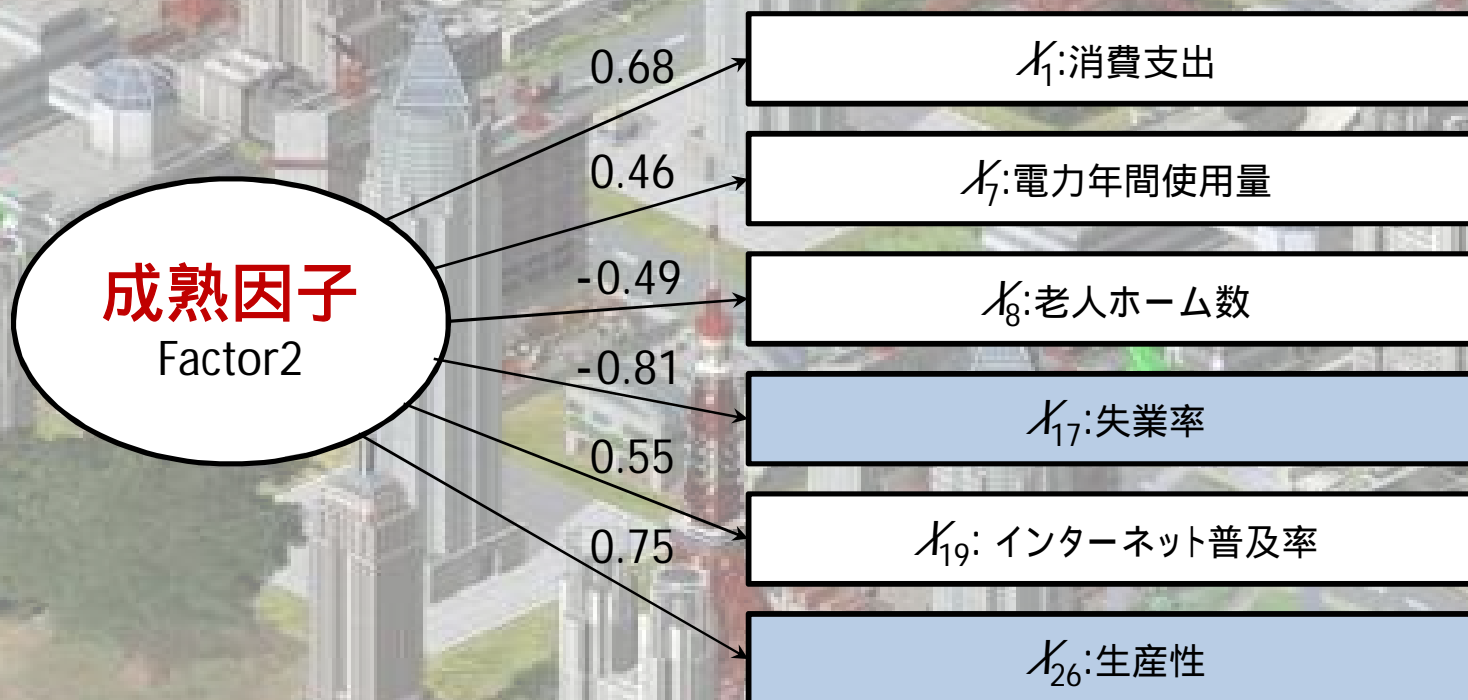 0.68
X1:消費支出
0.46
X7:電力年間使用量
成熟因子
Factor2
-0.49
X8:老人ホーム数
-0.81
X17:失業率
0.55
X19: インターネット普及率
0.75
X26:生産性